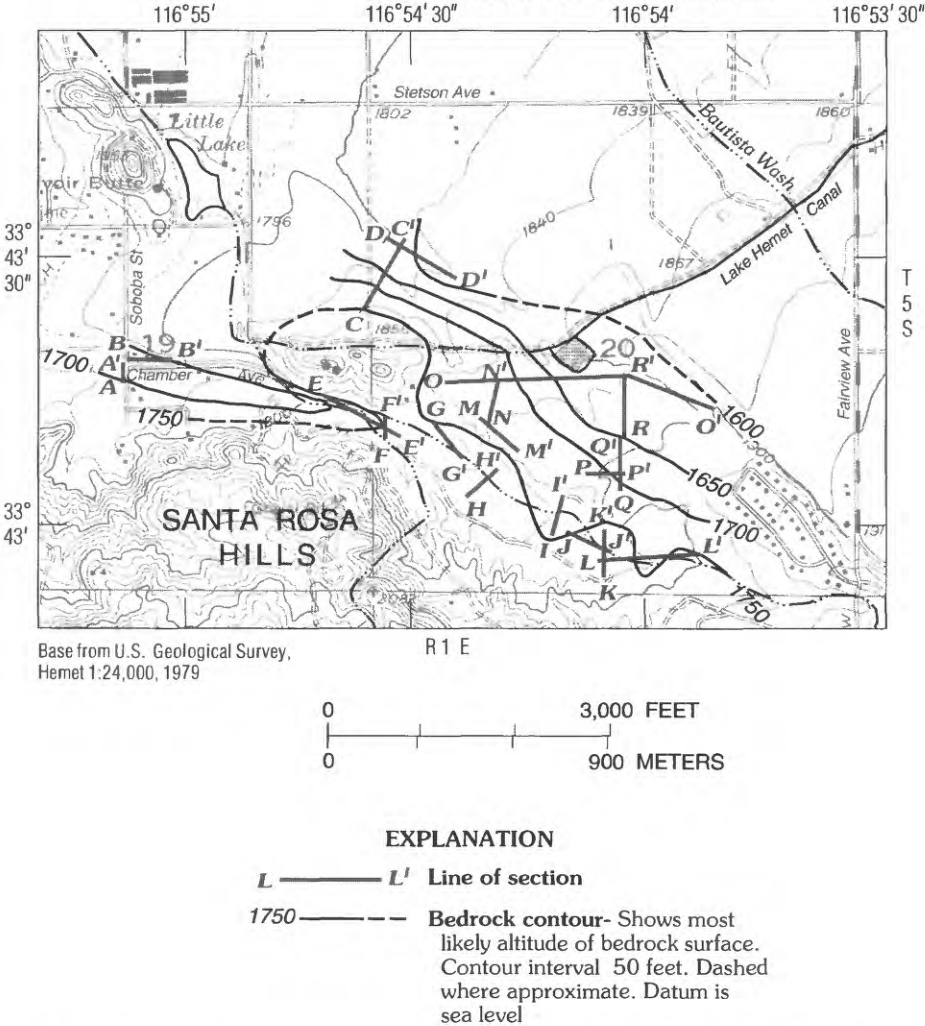 116°55' 116°54'30" 116°54' 116°53'30"
Stetson Ave
1802 1839 1860
Little
Lake
Bautista Wash
voir Butte
Lake Hemet Canal
33°
43'
30"
1796
1840
1857
D C' D'
Soboba St
C
T
5
S
B 19 B'
20
1700 A' A
Chamber Ave
E
O N' R'
Fairview Ave
1750
F' G M N R O' 1600
F E' M' Q'
G' H' P P' 1650
H I' Q
K' 1700
33°
43'
SANTA ROSA
HILLS
I J J' L'
L
K 1750
Base from U.S. Geological Survey,
Hemet 1:24,000, 1979
R 1 E
0 3,000 FEET
0 900 METERS
EXPLANATION
L L' Line of section
1750 Bedrock contour- Shows most
likely altitude of bedrock surface.
Contour interval 50 feet. Dashed
where approximate. Datum is
sea level